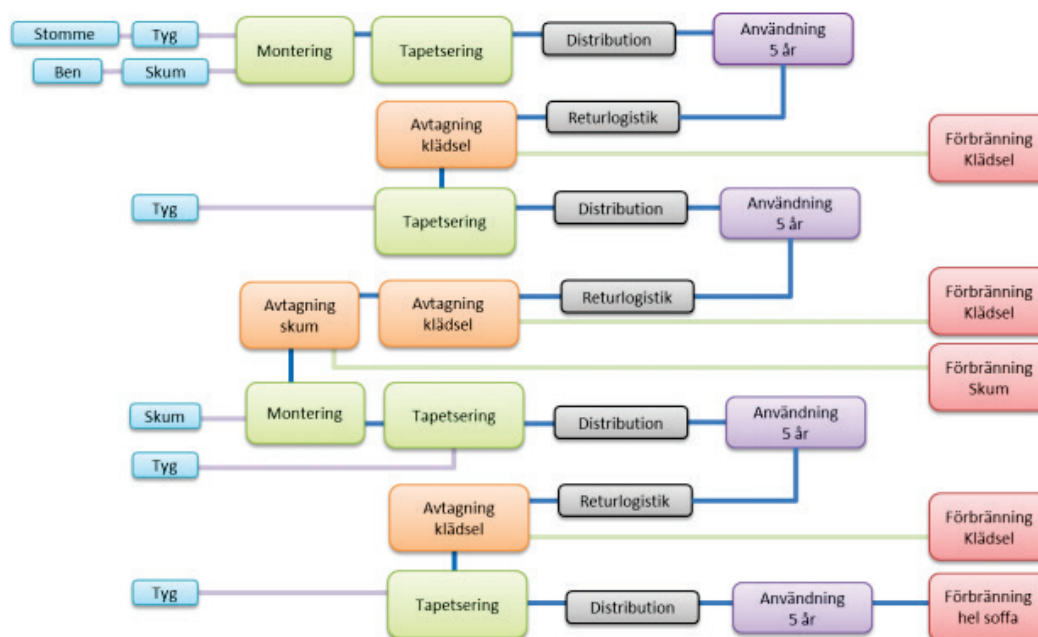 Stomme
Tyg
Montering
Tapetsering
Distribution
Användning
5 år
Ben
Skum
Avtagning
klädsel
Returlogistik
Förbränning
Klädsel
Tyg
Tapetsering
Distribution
Användning
5 år
Avtagning
skum
Avtagning
klädsel
Returlogistik
Förbränning
Klädsel
Förbränning
Skum
Skum
Montering
Tapetsering
Distribution
Användning
5 år
Tyg
Avtagning
klädsel
Returlogistik
Förbränning
Klädsel
Tyg
Tapetsering
Distribution
Användning
5 år
Förbränning
hel soffa